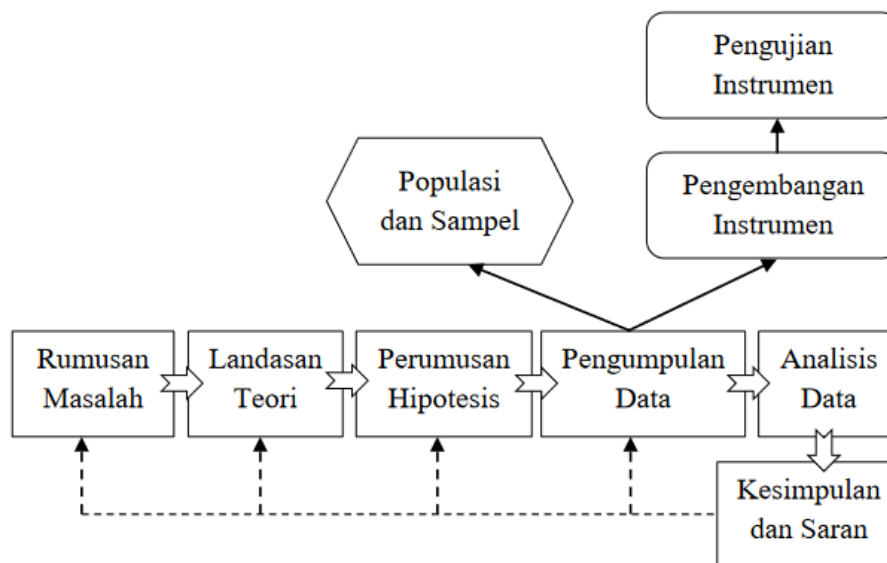 Pengujian
Instrumen
Populasi
dan Sampel
Pengembangan
Instrumen
Rumusan
Masalah
Landasan
Teori
Perumusan
Hipotesis
Pengumpulan
Data
Analisis
Data
Kesimpulan
dan Saran